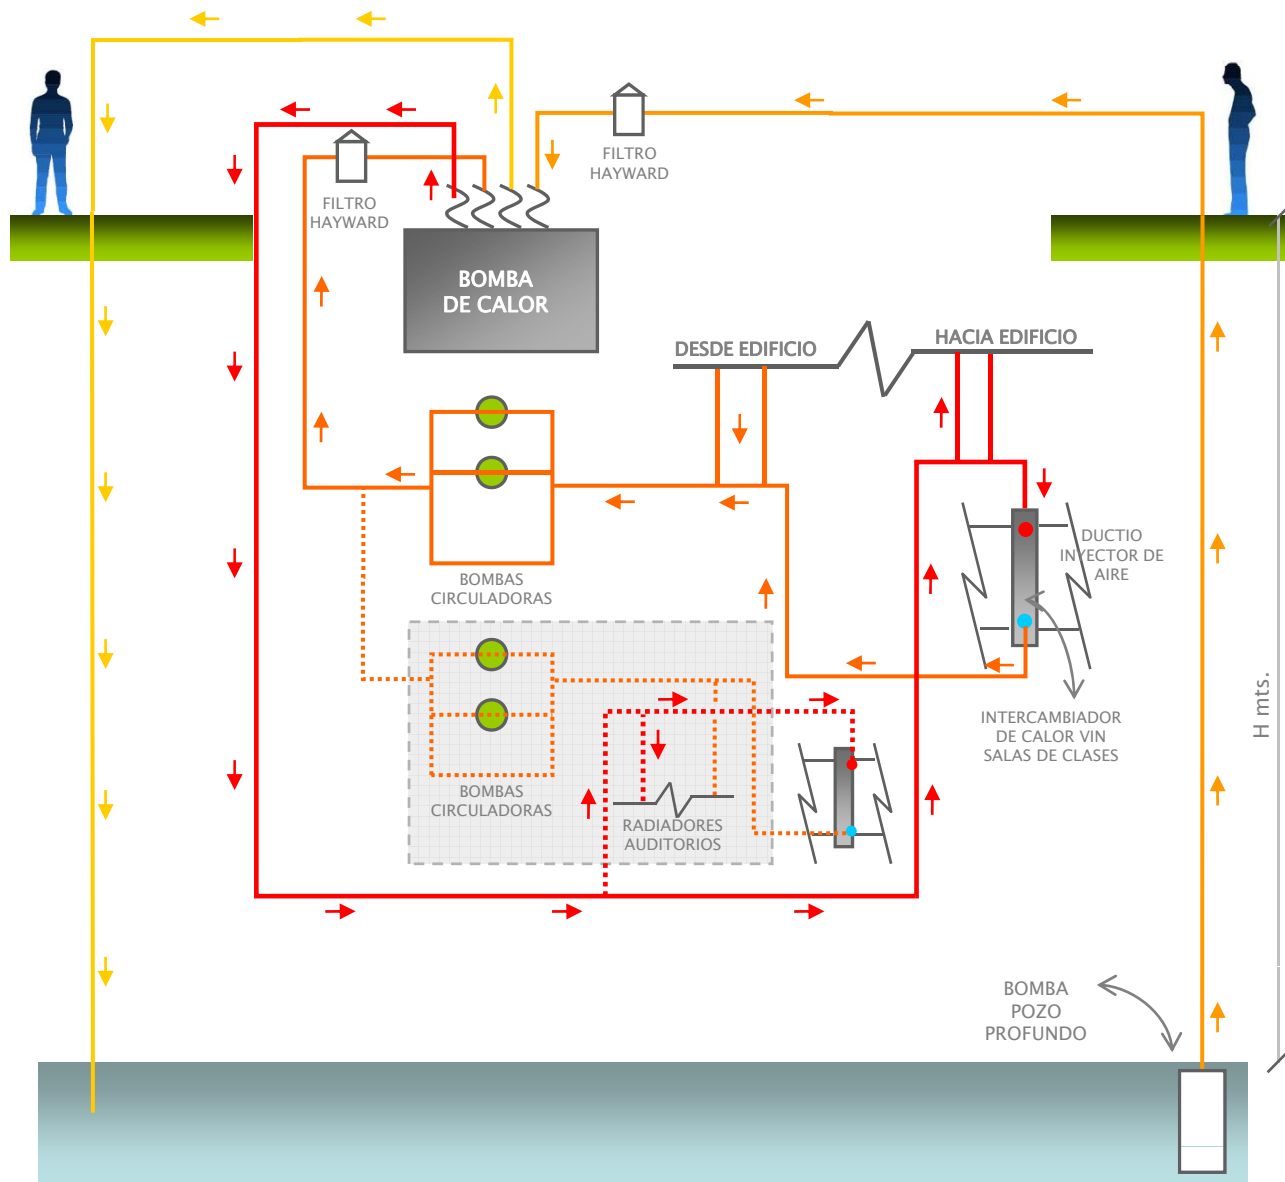 FILTRO
HAYWARD
FILTRO
HAYWARD
BOMBA
DE CALOR
DESDE EDIFICIO
HACIA EDIFICIO
DUCTIO
INYECTOR DE
AIRE
BOMBAS
CIRCULADORAS
INTERCAMBIADOR
DE CALOR VIN
SALAS DE CLASES
H mts.
BOMBAS
CIRCULADORAS
RADIADORES
AUDITORIOS
BOMBA
POZO
PROFUNDO